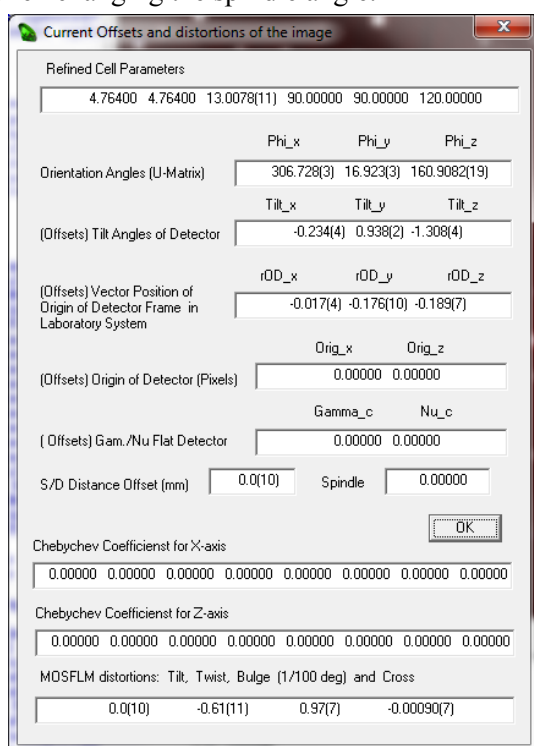 Current Offsets and distortions of the image
Refined Cell Parameters
4.76400 4.76400 13.0078(11) 90.00000 90.00000 120.00000
Phi_x Phi_y Phi_z
Orientation Angles (U-Matrix) 306.728(3) 16.923(3) 160.9082(19)
Tilt_x Tilt_y Tilt_z
(Offsets) Tilt Angles of Detector -0.234(4) 0.938(2) -1.308(4)
rOD_x rOD_y rOD_z
(Offsets) Vector Position of
Origin of Detector Frame in
Laboratory System
-0.017(4) -0.176(10) -0.189(7)
Orig_x Orig_z
(Offsets) Origin of Detector (Pixels) 0.00000 0.00000
Gamma_c Nu_c
( Offsets) Gam./Nu Flat Detector 0.00000 0.00000
S/D Distance Offset (mm) 0.0(10) Spindle 0.00000
OK
Chebychev Coefficienst for X-axis
0.00000 0.00000 0.00000 0.00000 0.00000 0.00000 0.00000 0.00000
Chebychev Coefficienst for Z-axis
0.00000 0.00000 0.00000 0.00000 0.00000 0.00000 0.00000 0.00000
MOSFLM distortions: Tilt, Twist, Bulge (1/100 deg) and Cross
0.0(10) -0.61(11) 0.97(7) -0.00090(7)